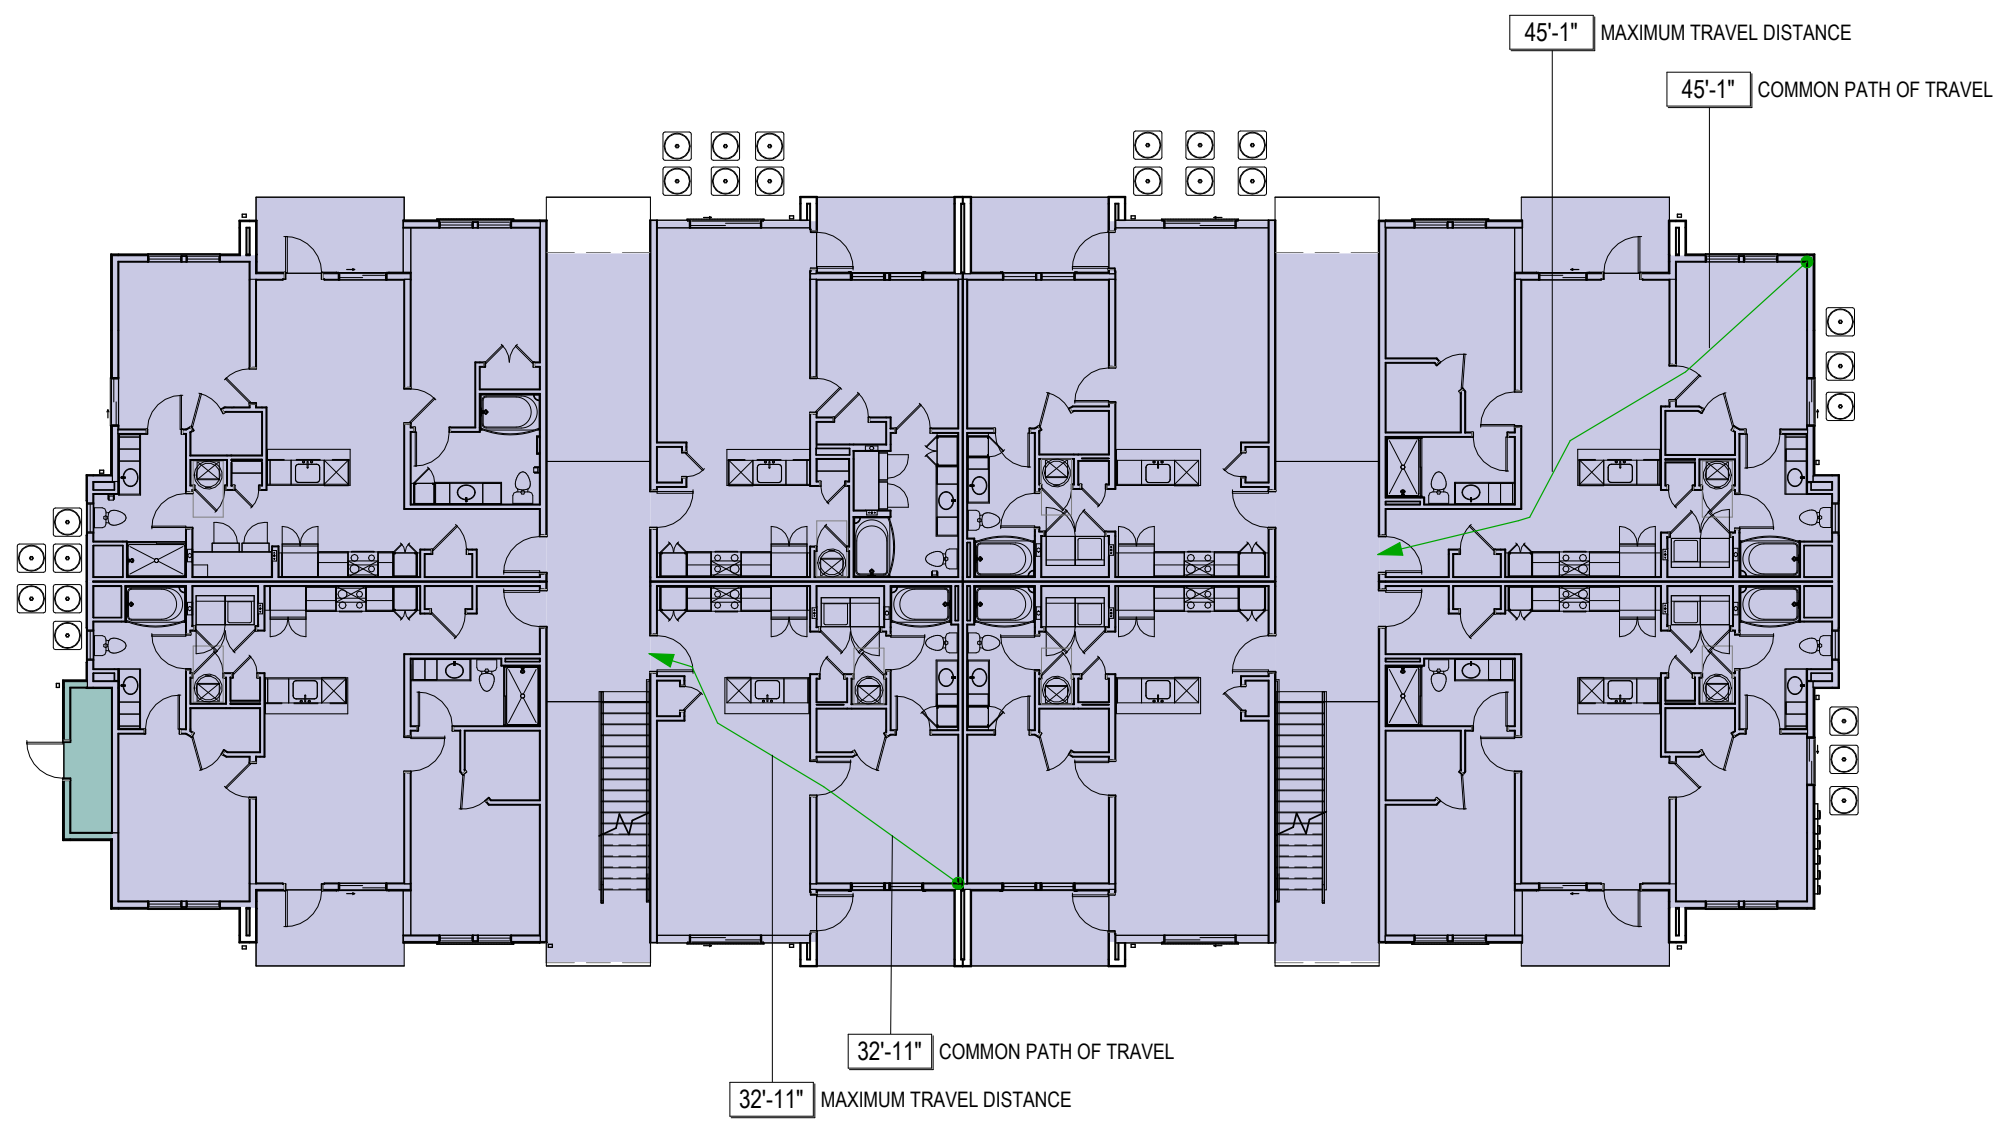 45'-1" MAXIMUM TRAVEL DISTANCE
45'-1" COMMON PATH OF TRAVEL
32'-11" COMMON PATH OF TRAVEL
32'-11" MAXIMUM TRAVEL DISTANCE